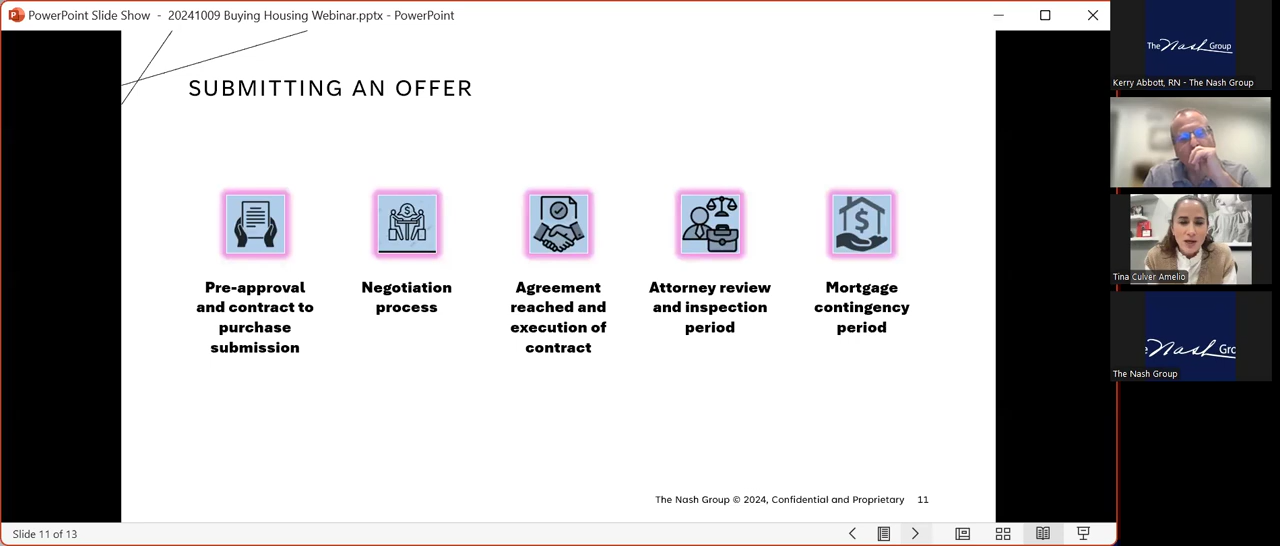 PowerPoint Slide Show - 20241009 Buying Housing Webinar.pptx - PowerPoint
SUBMITTING AN OFFER
Pre-approval
and contract to
purchase
submission
Negotiation
process
Agreement
reached and
execution of
contract
Attorney review
and inspection
period
Mortgage
contingency
period
The Nash Group © 2024, Confidential and Proprietary 11
Slide 11 of 13
The Nash Group
Kerry Abbott, RN - The Nash Group
Tina Culver Amelio
e Nash Gro
The Nash Group